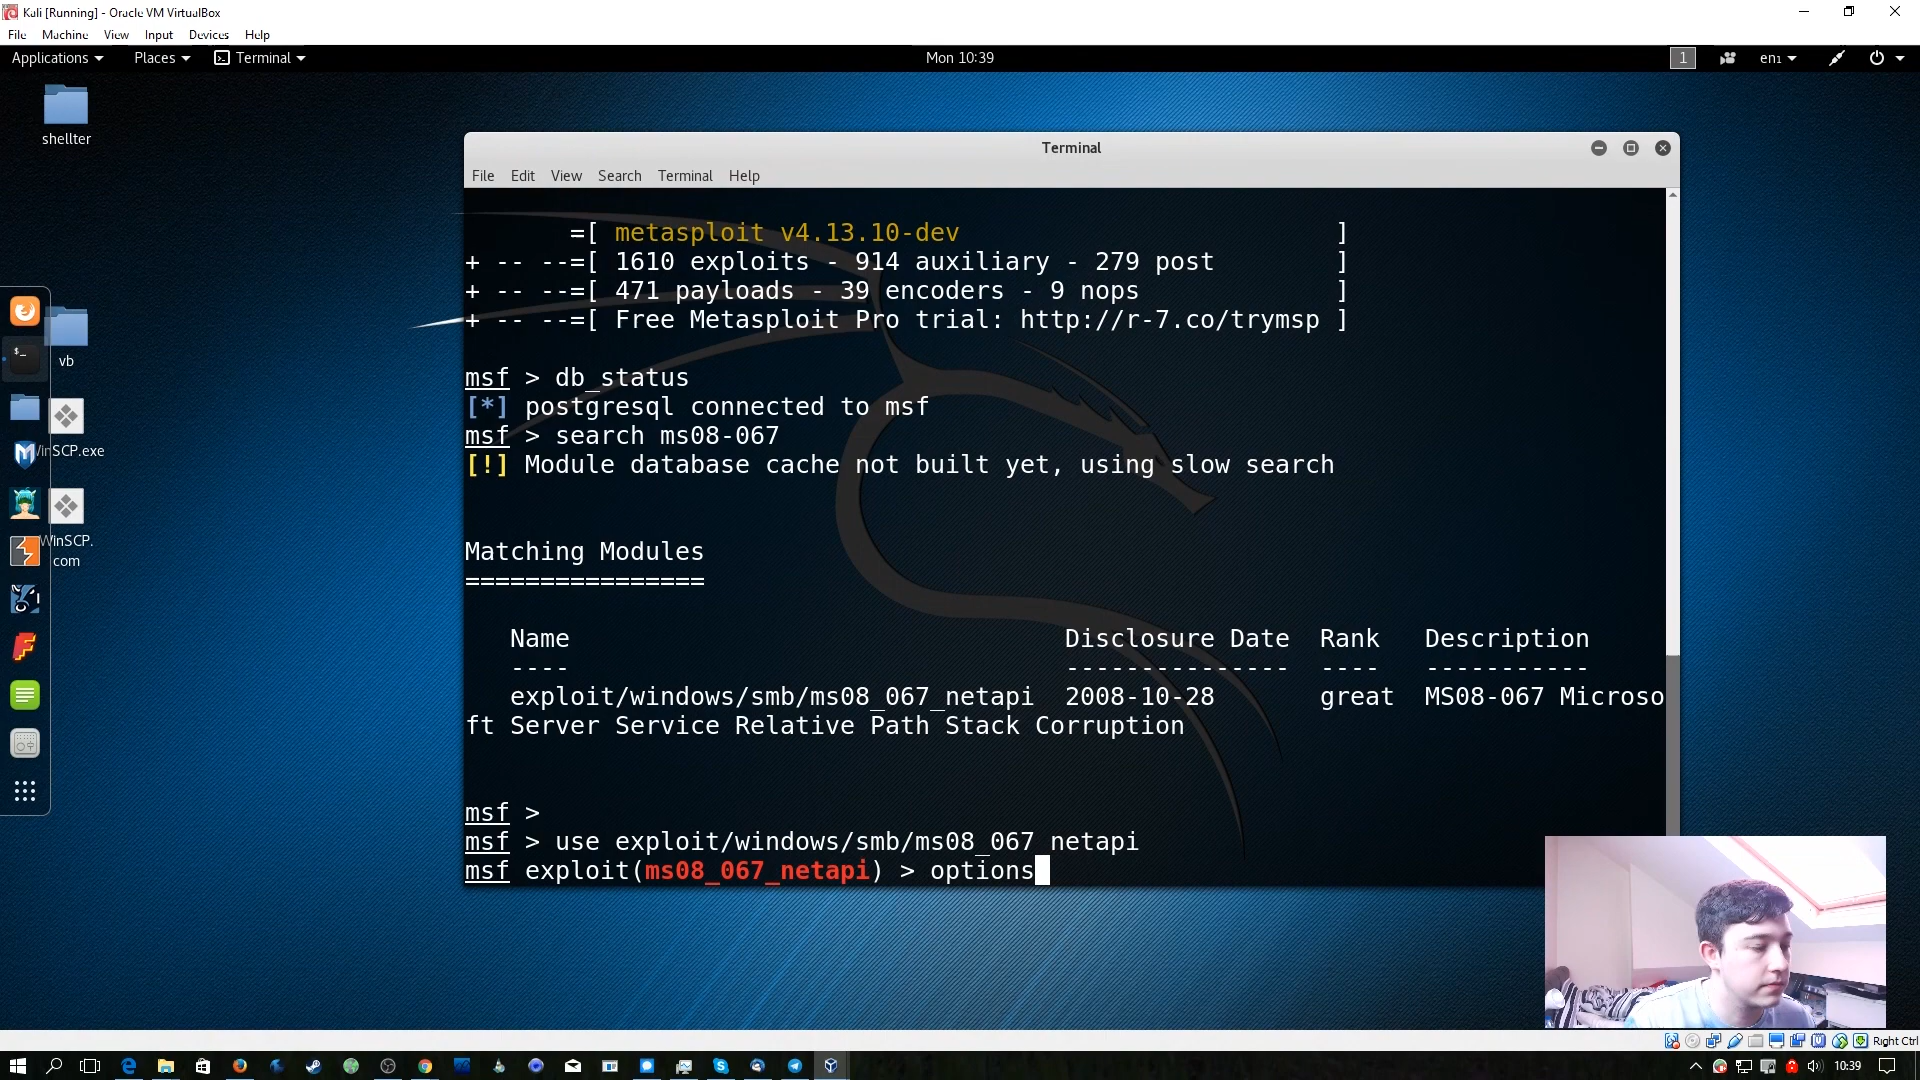 Kali [Running] - Oracle VM VirtualBox
File Machine View Input Devices Help
Applications Places Terminal Mon 10:39 1 en1
shellter
Terminal
File Edit View Search Terminal Help
=[ metasploit v4.13.10-dev ]
+ -- --=[ 1610 exploits - 914 auxiliary - 279 post ]
+ -- --=[ 471 payloads - 39 encoders - 9 nops ]
+ -- --=[ Free Metasploit Pro trial: http://r-7.co/trymsp ]
vb
msf > db_status
[*] postgresql connected to msf
msf > search ms08-067
WinSCP.exe
[!] Module database cache not built yet, using slow search
WinSCP.
com
Matching Modules
================
Name Disclosure Date Rank Description
---- --------------- ---- -----------
exploit/windows/smb/ms08_067_netapi 2008-10-28 great MS08-067 Microso
ft Server Service Relative Path Stack Corruption
msf >
msf > use exploit/windows/smb/ms08_067_netapi
msf exploit(ms08_067_netapi) > options
Right Ctrl
10:39